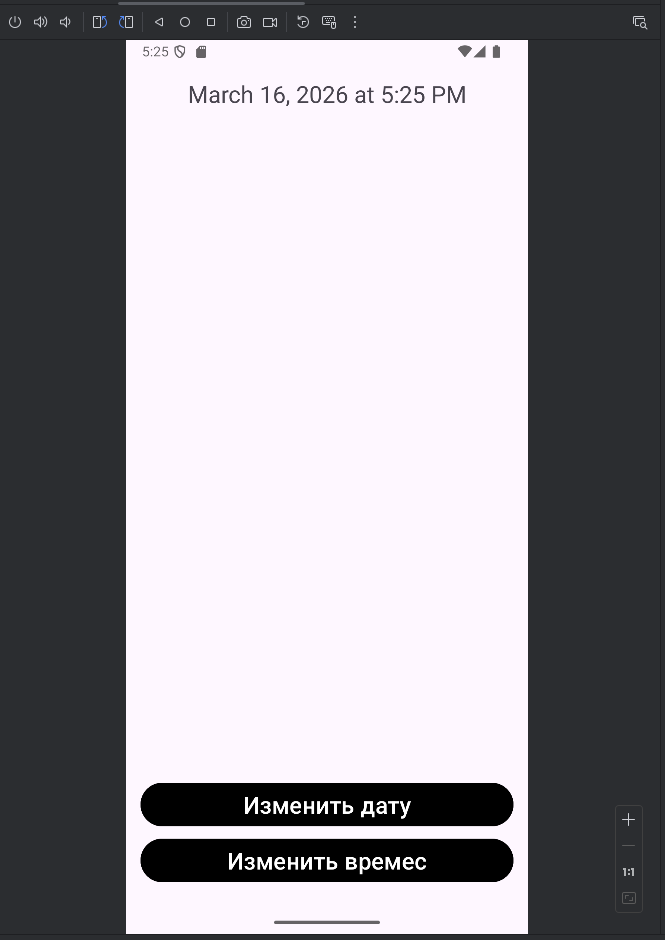 5:25
March 16, 2026 at 5:25 PM
Изменить дату
Изменить времес
1:1